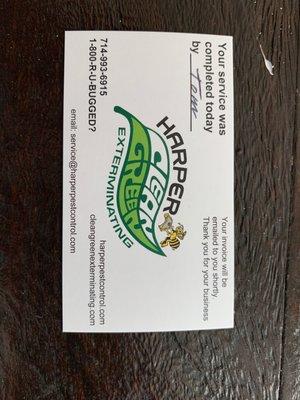 Your service was
completed today
by Tom
Your invoice will be
emailed to you shortly.
Thank you for your business
HARPER
CLEAN
GREEN
EXTERMINATING
714-993-6915
1-800-R-U-BUGGED?
email: service@harperpestcontrol.com
harperpestcontrol.com
cleangreenexterminating.com